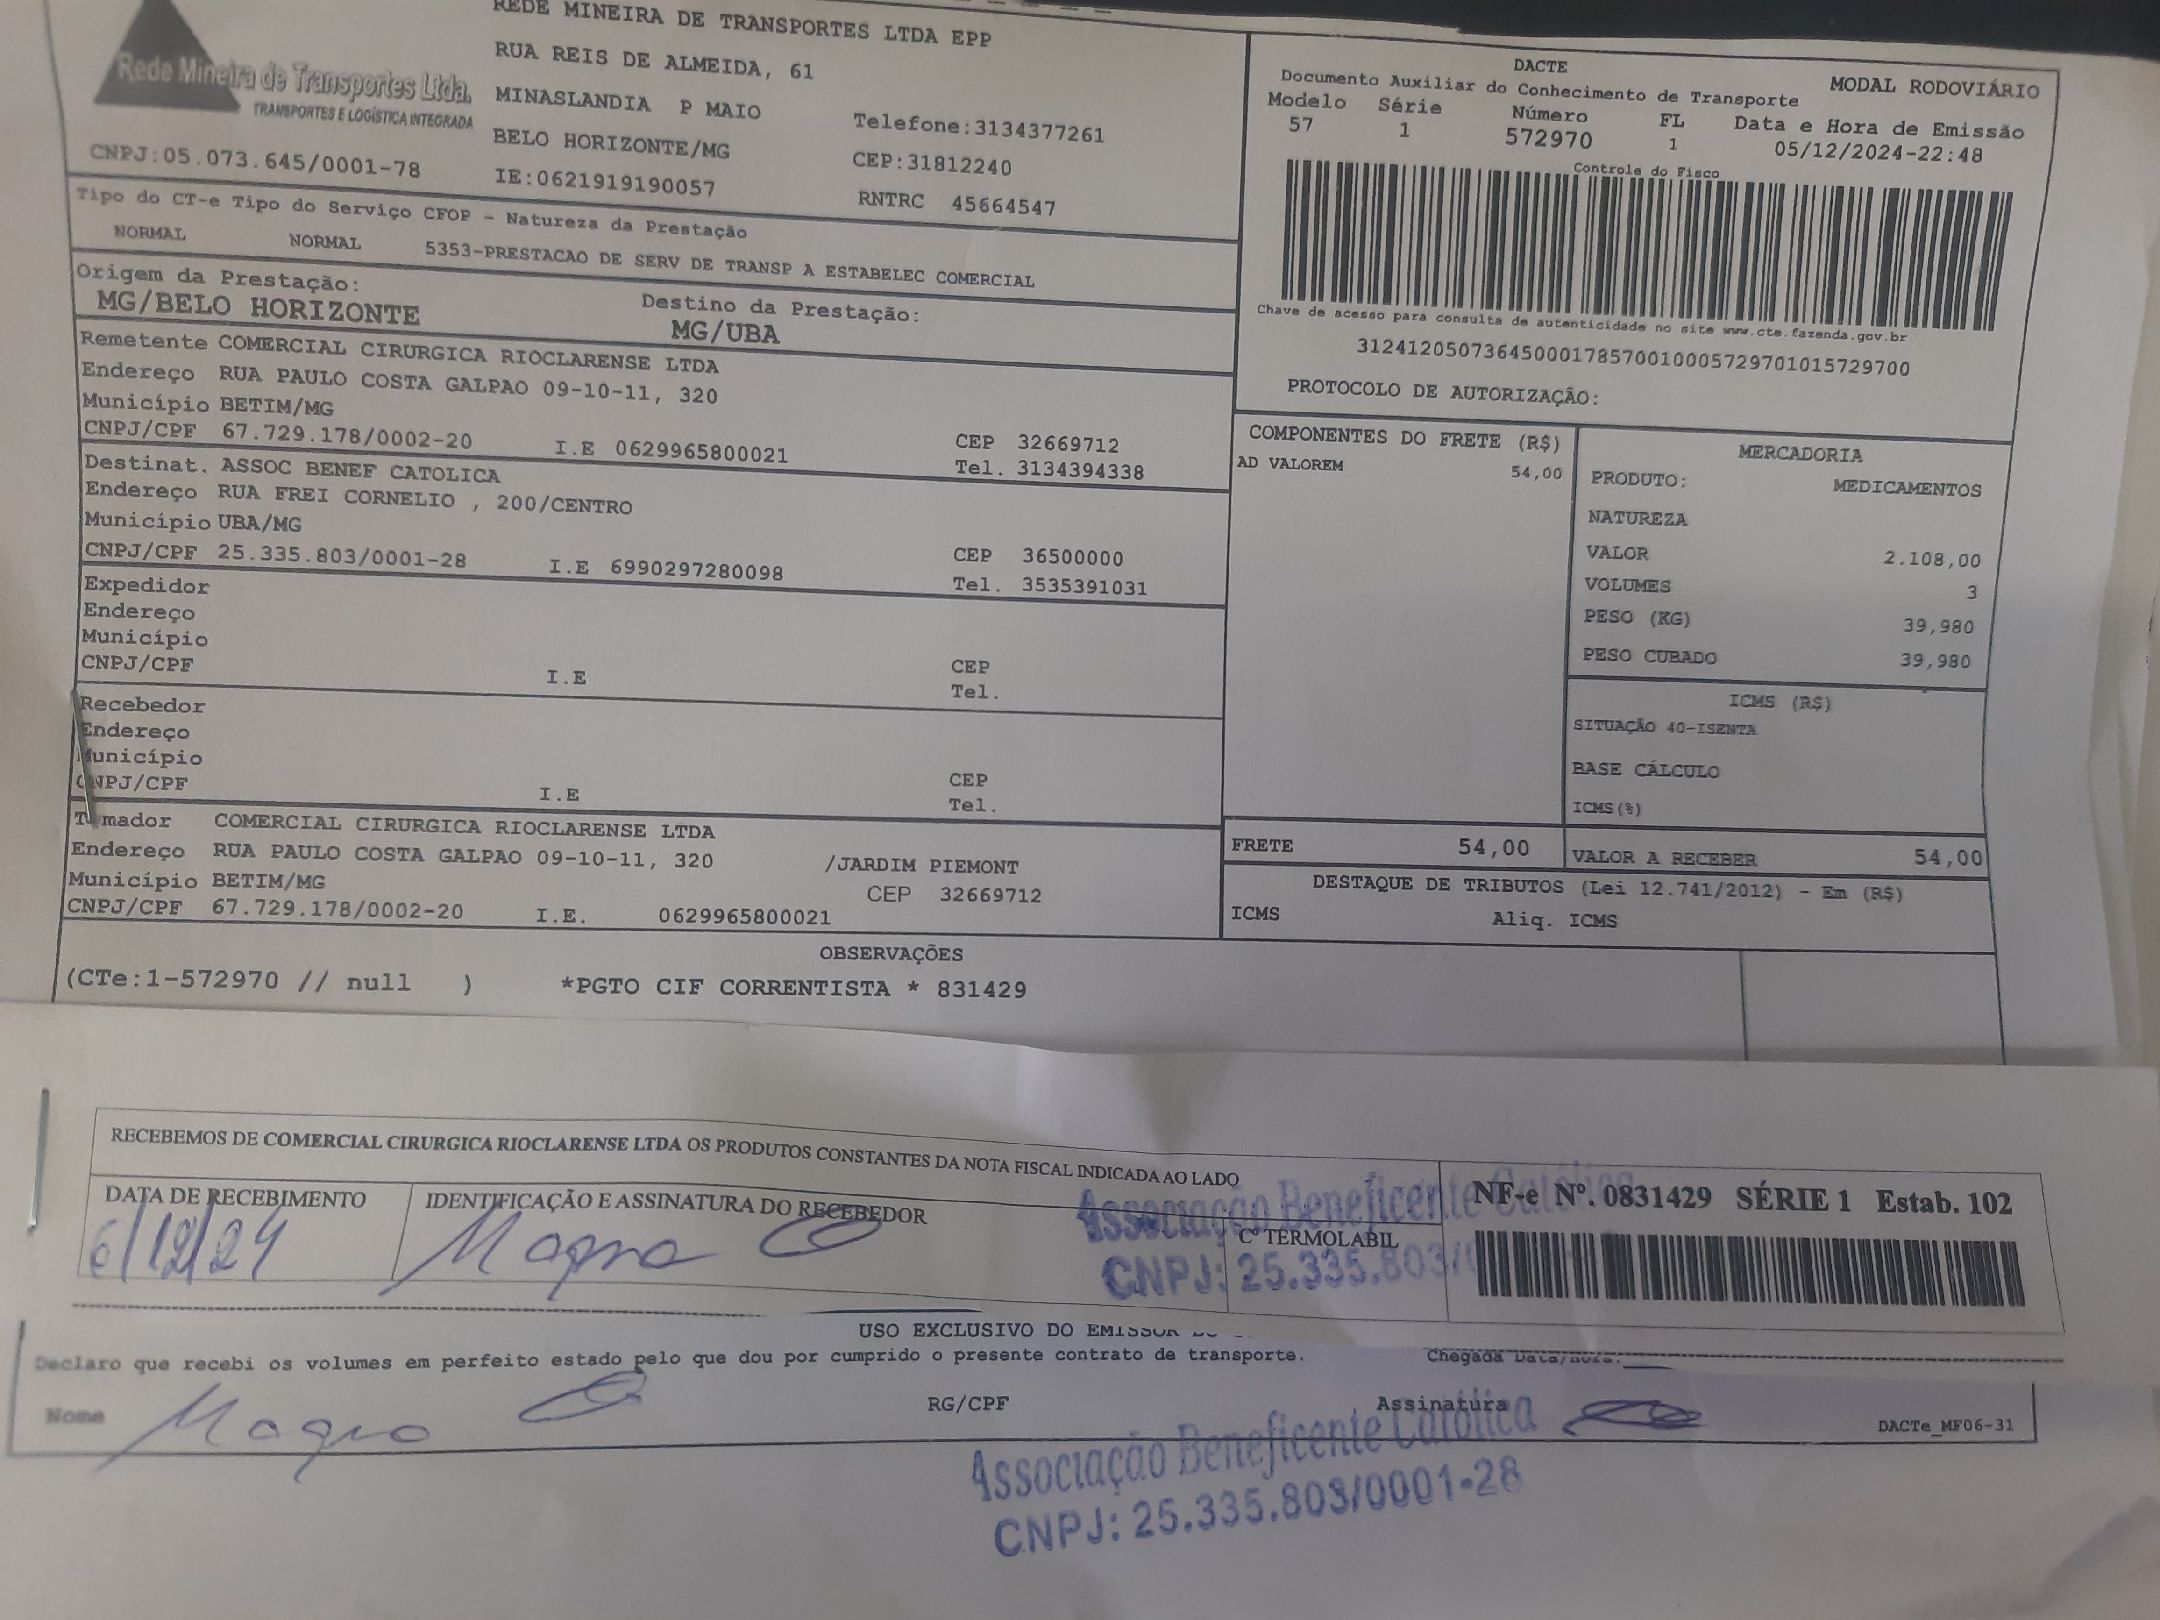 Rede Mineira de Transportes Ltda.
TRANSPORTES E LOGÍSTICA INTEGRADA
CNPJ:05.073.645/0001-78
REDE MINEIRA DE TRANSPORTES LTDA EPP
RUA REIS DE ALMEIDA, 61
MINASLANDIA P MAIO
Telefone:3134377261
BELO HORIZONTE/MG
CEP:31812240
IE:0621919190057
RNTRC 45664547
DACTE
MODAL RODOVIÁRIO
Documento Auxiliar do Conhecimento de Transporte
Modelo Série Número FL Data e Hora de Emissão
57 1 572970 1 05/12/2024-22:48
Controle do Fisco
Chave de acesso para consulta de autenticidade no site www.cte.fazenda.gov.br
31241205073645000178570010005729701015729700
PROTOCOLO DE AUTORIZAÇÃO:
Tipo do CT-e Tipo do Serviço CFOP - Natureza da Prestação
NORMAL NORMAL 5353-PRESTACAO DE SERV DE TRANSP A ESTABELEC COMERCIAL
Origem da Prestação: Destino da Prestação:
MG/BELO HORIZONTE MG/UBA
Remetente COMERCIAL CIRURGICA RIOCLARENSE LTDA
Endereço RUA PAULO COSTA GALPAO 09-10-11, 320
Município BETIM/MG CEP 32669712
CNPJ/CPF 67.729.178/0002-20 I.E 0629965800021 Tel. 3134394338
Destinat. ASSOC BENEF CATOLICA
Endereço RUA FREI CORNELIO , 200/CENTRO
Município UBA/MG CEP 36500000
CNPJ/CPF 25.335.803/0001-28 I.E 6990297280098 Tel. 3535391031
Expedidor
Endereço
Município CEP
CNPJ/CPF I.E Tel.
Recebedor
Endereço
Município CEP
CNPJ/CPF I.E Tel.
Tomador COMERCIAL CIRURGICA RIOCLARENSE LTDA
Endereço RUA PAULO COSTA GALPAO 09-10-11, 320 /JARDIM PIEMONT
Município BETIM/MG CEP 32669712
CNPJ/CPF 67.729.178/0002-20 I.E. 0629965800021
COMPONENTES DO FRETE (R$)
AD VALOREM 54,00
MERCADORIA
PRODUTO: MEDICAMENTOS
NATUREZA
VALOR 2.108,00
VOLUMES 3
PESO (KG) 39,980
PESO CUBADO 39,980
ICMS (R$)
SITUAÇÃO 40-ISENTA
BASE CÁLCULO
ICMS(%)
FRETE 54,00 VALOR A RECEBER 54,00
DESTAQUE DE TRIBUTOS (Lei 12.741/2012) - Em (R$)
ICMS Aliq. ICMS
OBSERVAÇÕES
(CTe:1-572970 // null ) *PGTO CIF CORRENTISTA * 831429
RECEBEMOS DE COMERCIAL CIRURGICA RIOCLARENSE LTDA OS PRODUTOS CONSTANTES DA NOTA FISCAL INDICADA AO LADO
DATA DE RECEBIMENTO IDENTIFICAÇÃO E ASSINATURA DO RECEBEDOR
6/12/24
Cº TERMOLABIL
NF-e Nº. 0831429 SÉRIE 1 Estab. 102
Associação Beneficente Católica
CNPJ: 25.335.803/
USO EXCLUSIVO DO EMISSOR
Declaro que recebi os volumes em perfeito estado pelo que dou por cumprido o presente contrato de transporte. Chegada Data/Hora:
Nome RG/CPF Assinatura DACTe_MF06-31
Associação Beneficente Católica
CNPJ: 25.335.803/0001-28